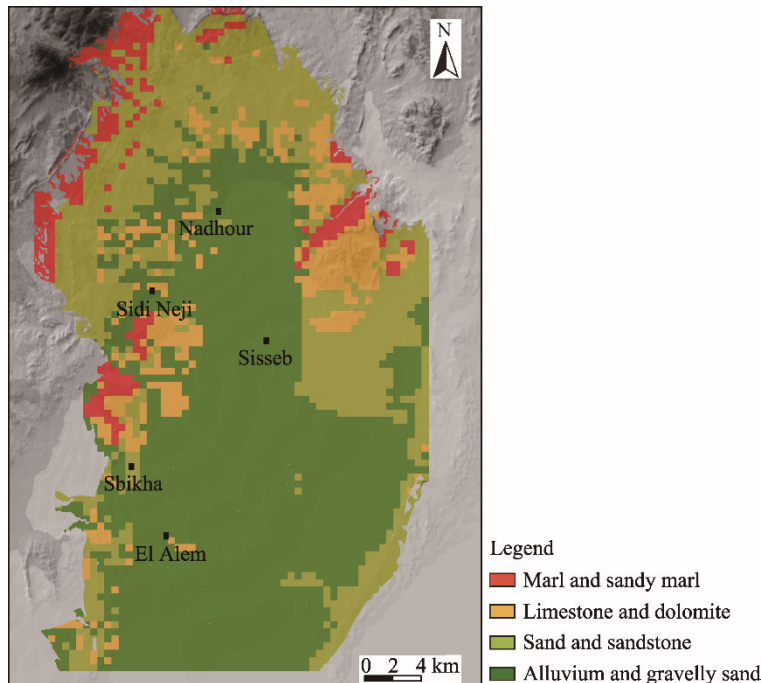 N
Nadhour
Sidi Neji
Sisseb
Sbikha
El Alem
Legend
Marl and sandy marl
Limestone and dolomite
Sand and sandstone
Alluvium and gravelly sand
0 2 4 km